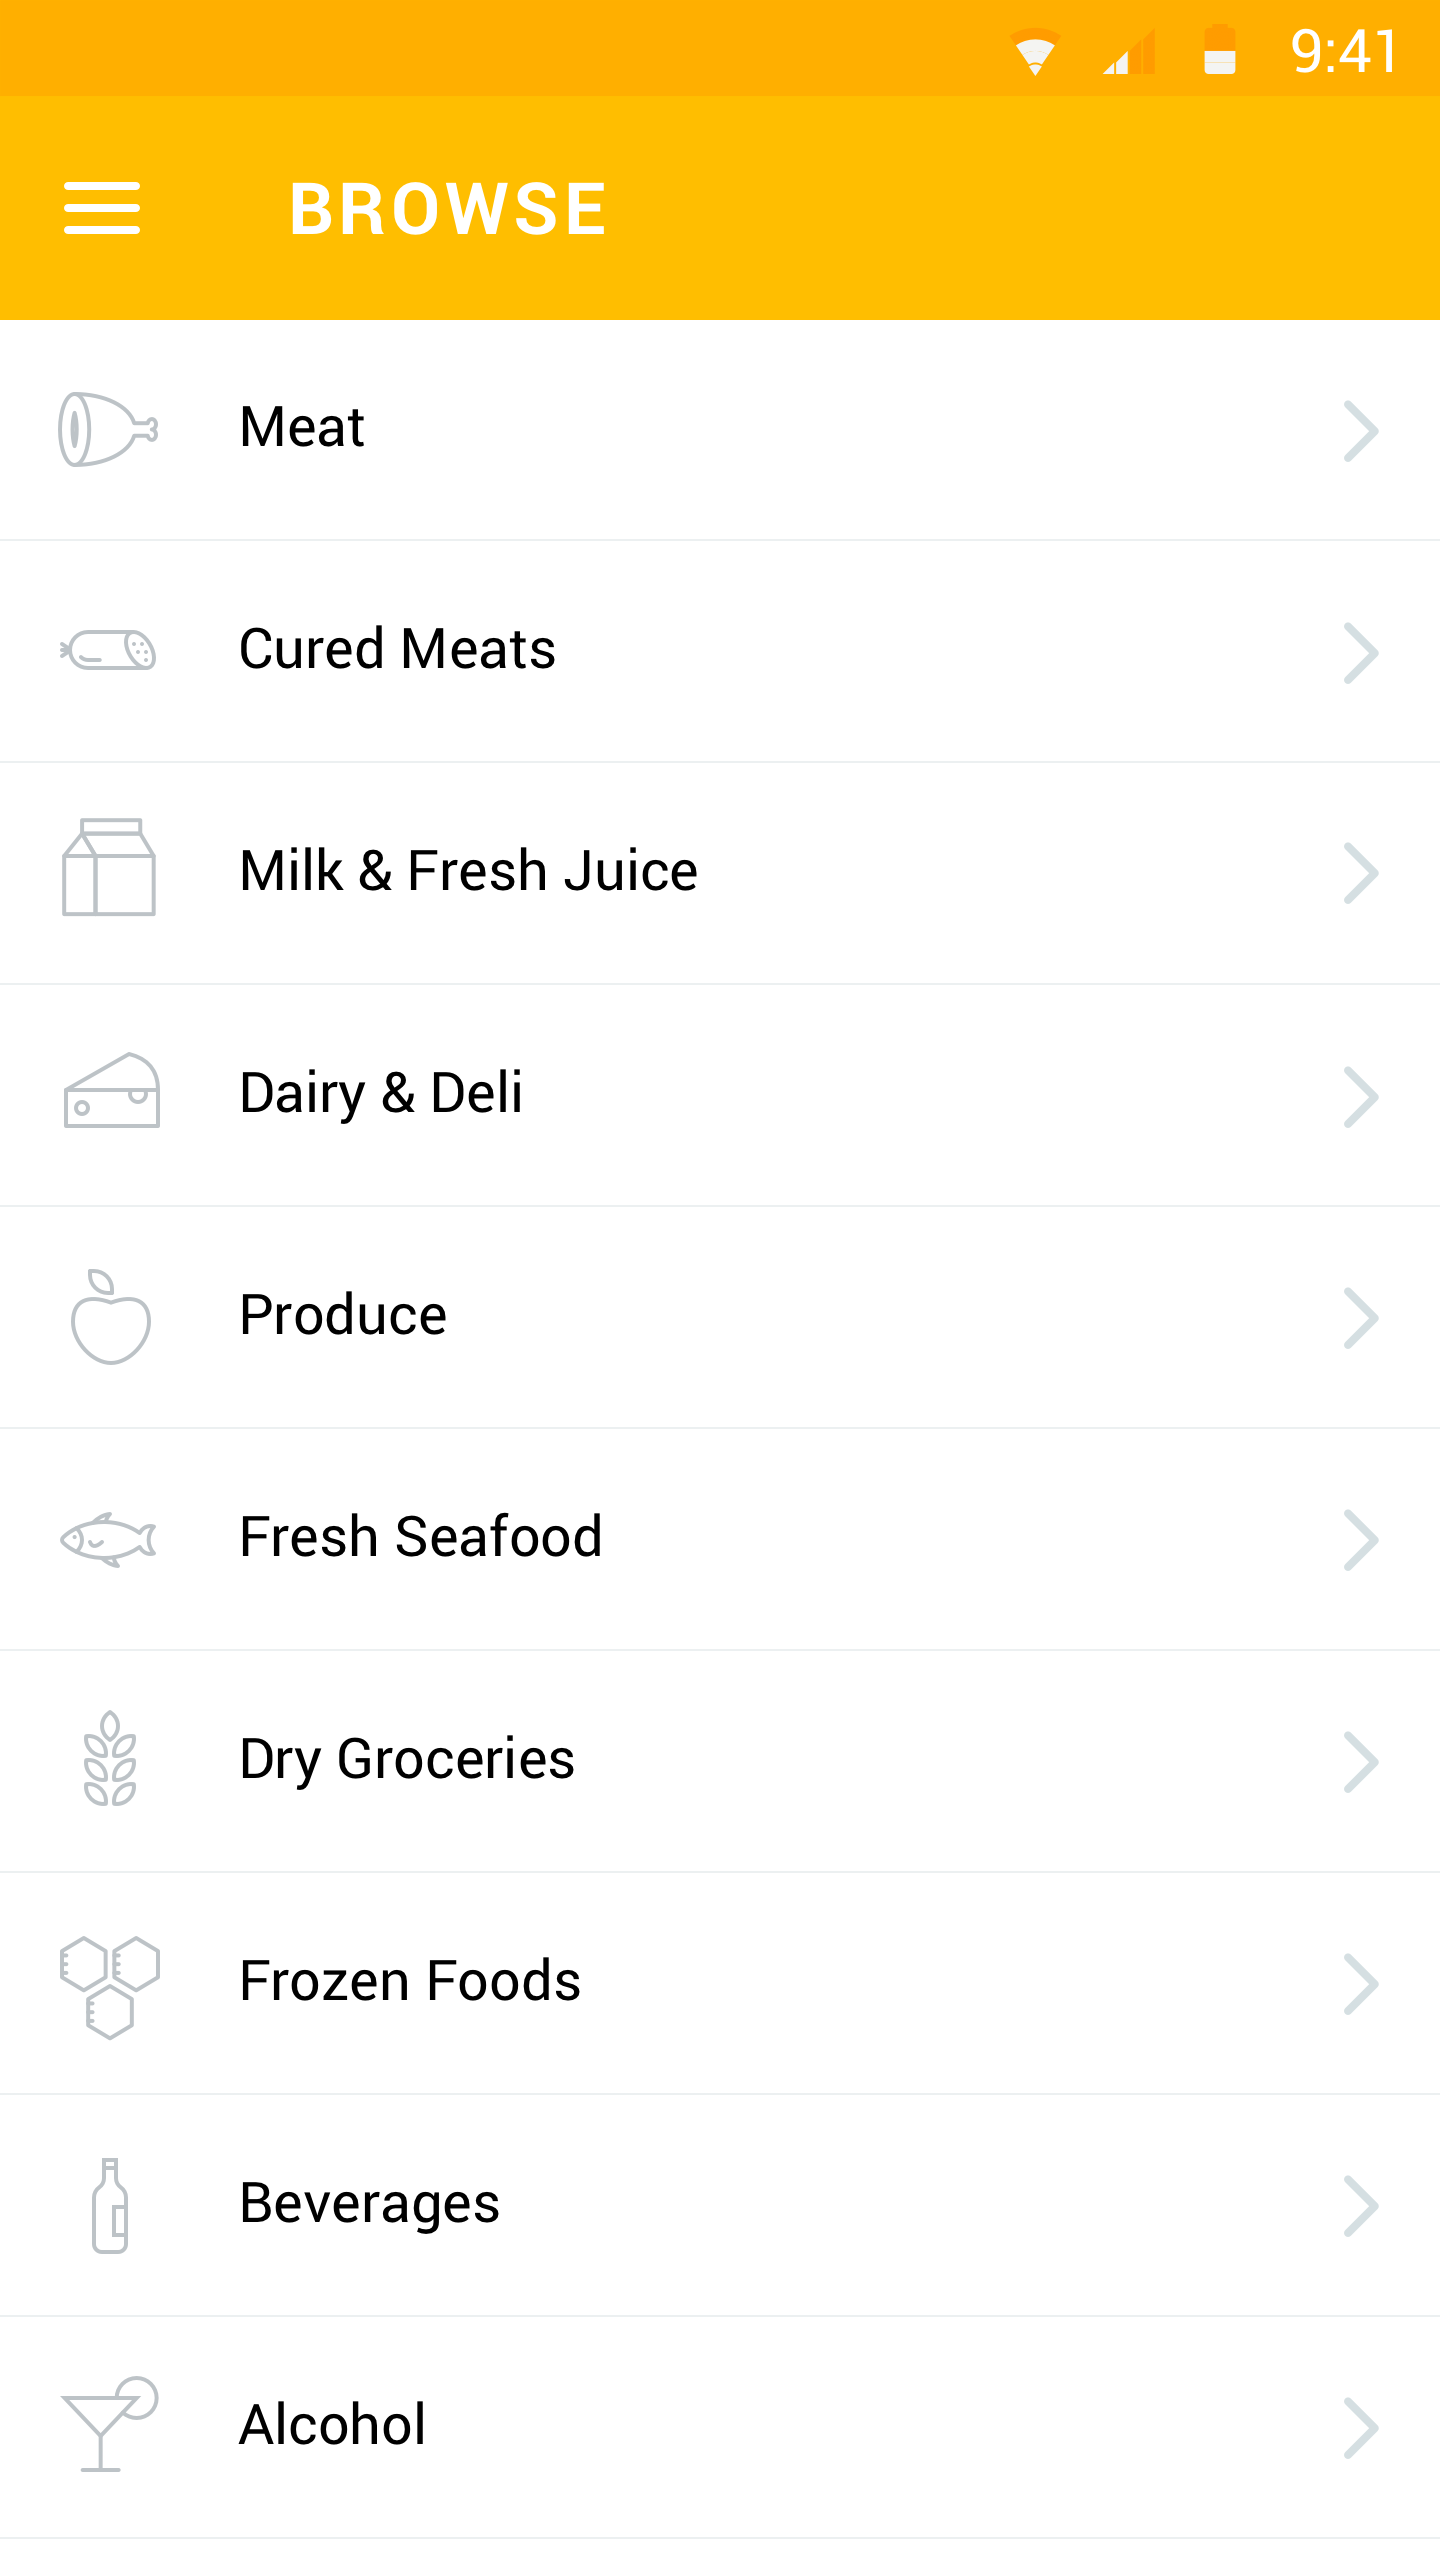 9:41
BROWSE
Meat
Cured Meats
Milk & Fresh Juice
Dairy & Deli
Produce
Fresh Seafood
Dry Groceries
Frozen Foods
Beverages
Alcohol